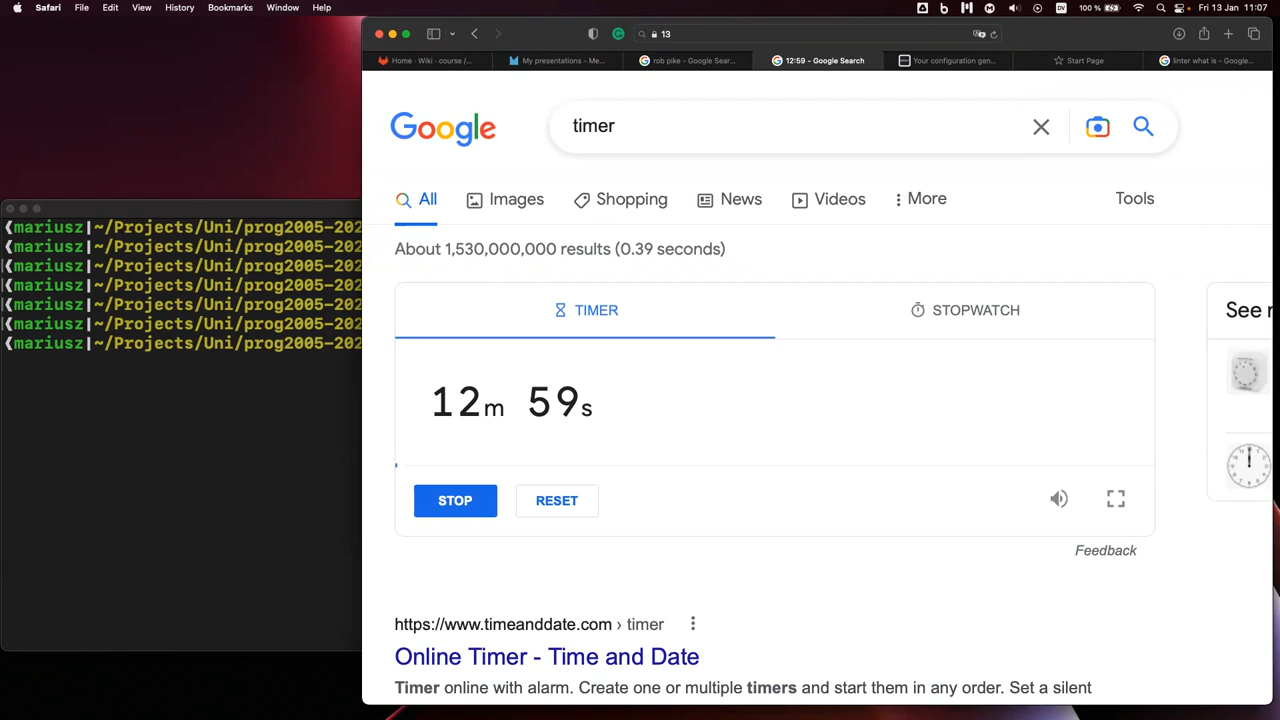 Safari File Edit View History Bookmarks Window Help
100 % Fri 13 Jan 11:07
13
Home · Wiki · course /...
My presentations - Me...
rob pike - Google Sear...
12:59 - Google Search
Your configuration gen...
Start Page
linter what is - Google...
Google
timer
All Images Shopping News Videos More Tools
About 1,530,000,000 results (0.39 seconds)
TIMER STOPWATCH
12m 59s
STOP RESET
See r
Feedback
https://www.timeanddate.com › timer
Online Timer - Time and Date
Timer online with alarm. Create one or multiple timers and start them in any order. Set a silent
mariusz|~/Projects/Uni/prog2005-202
mariusz|~/Projects/Uni/prog2005-202
mariusz|~/Projects/Uni/prog2005-202
mariusz|~/Projects/Uni/prog2005-202
mariusz|~/Projects/Uni/prog2005-202
mariusz|~/Projects/Uni/prog2005-202
mariusz|~/Projects/Uni/prog2005-202